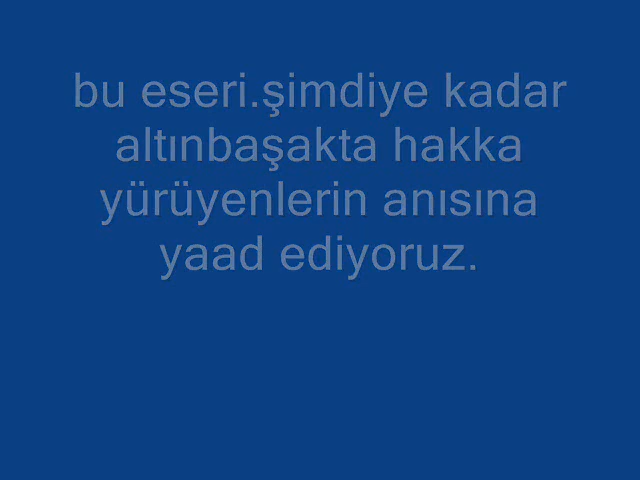 bu eseri.şimdiye kadar
altınbaşakta hakka
yürüyenlerin anısına
yaad ediyoruz.